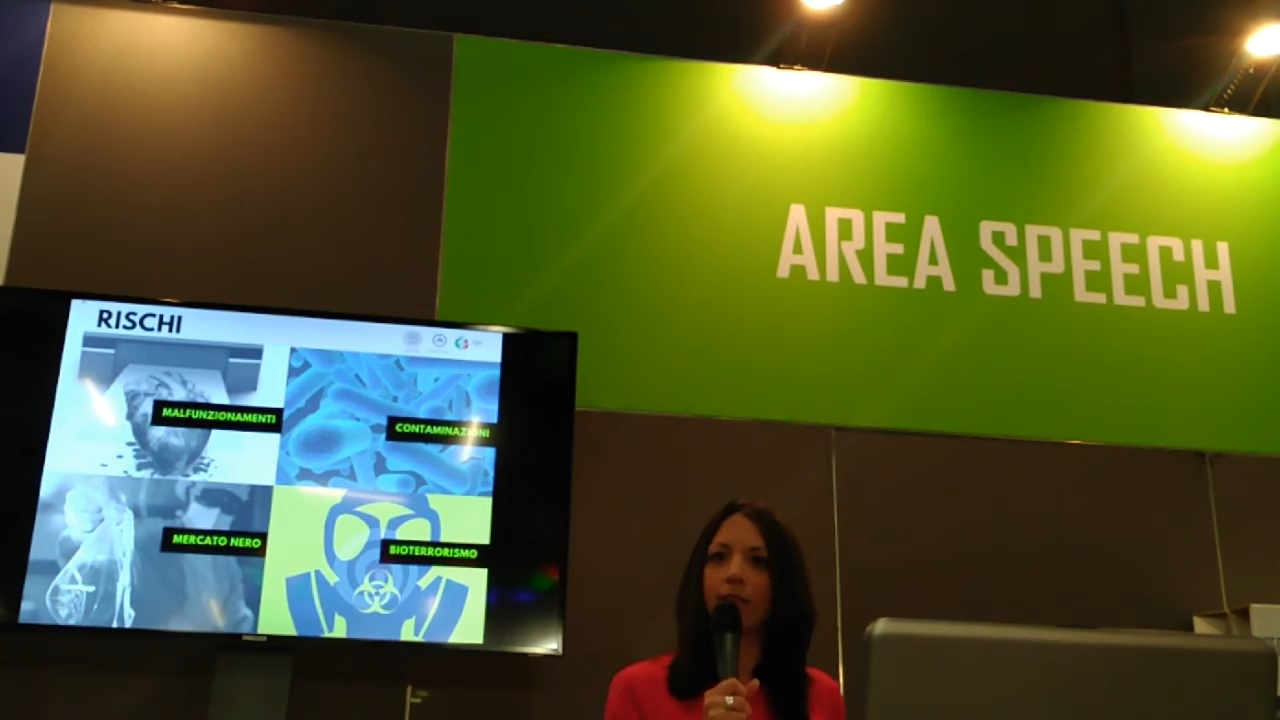 AREA SPEECH
RISCHI
MALFUNZIONAMENTI
CONTAMINAZIONI
MERCATO NERO
BIOTERRORISMO